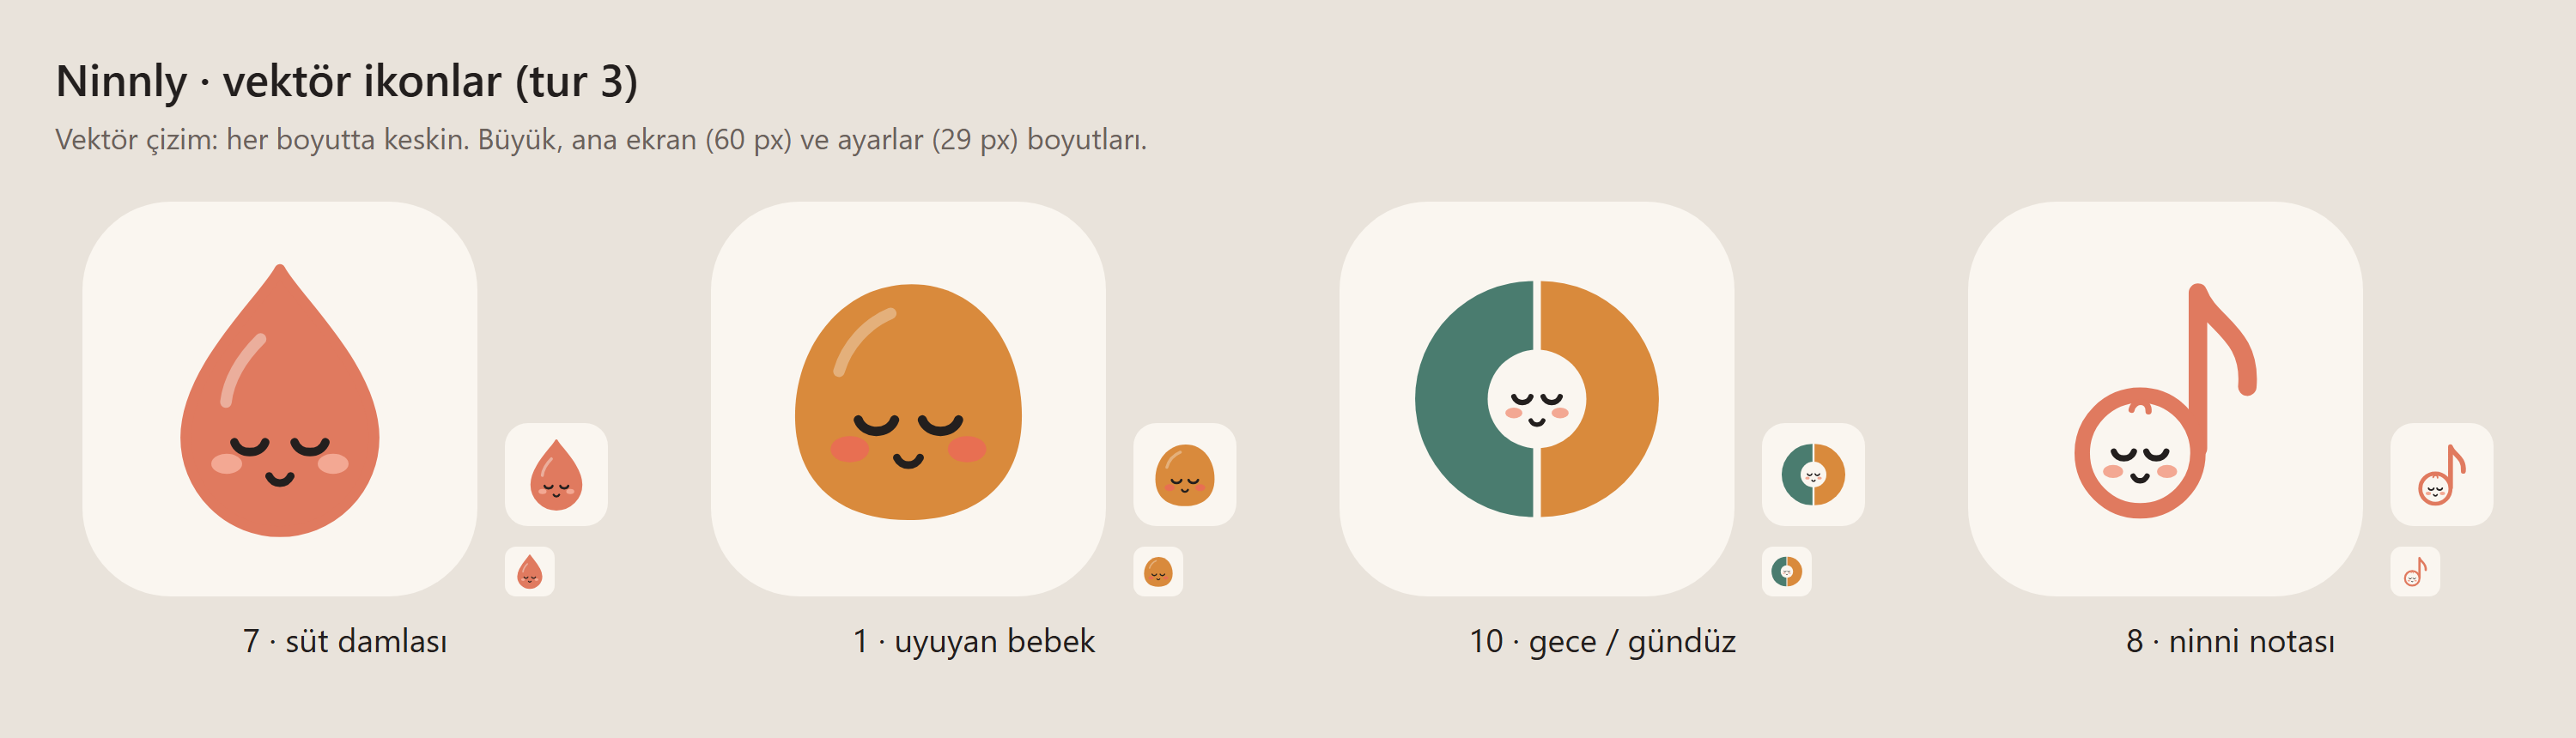 Ninnly · vektör ikonlar (tur 3)
Vektör çizim: her boyutta keskin. Büyük, ana ekran (60 px) ve ayarlar (29 px) boyutları.
7 · süt damlası
1 · uyuyan bebek
10 · gece / gündüz
8 · ninni notası